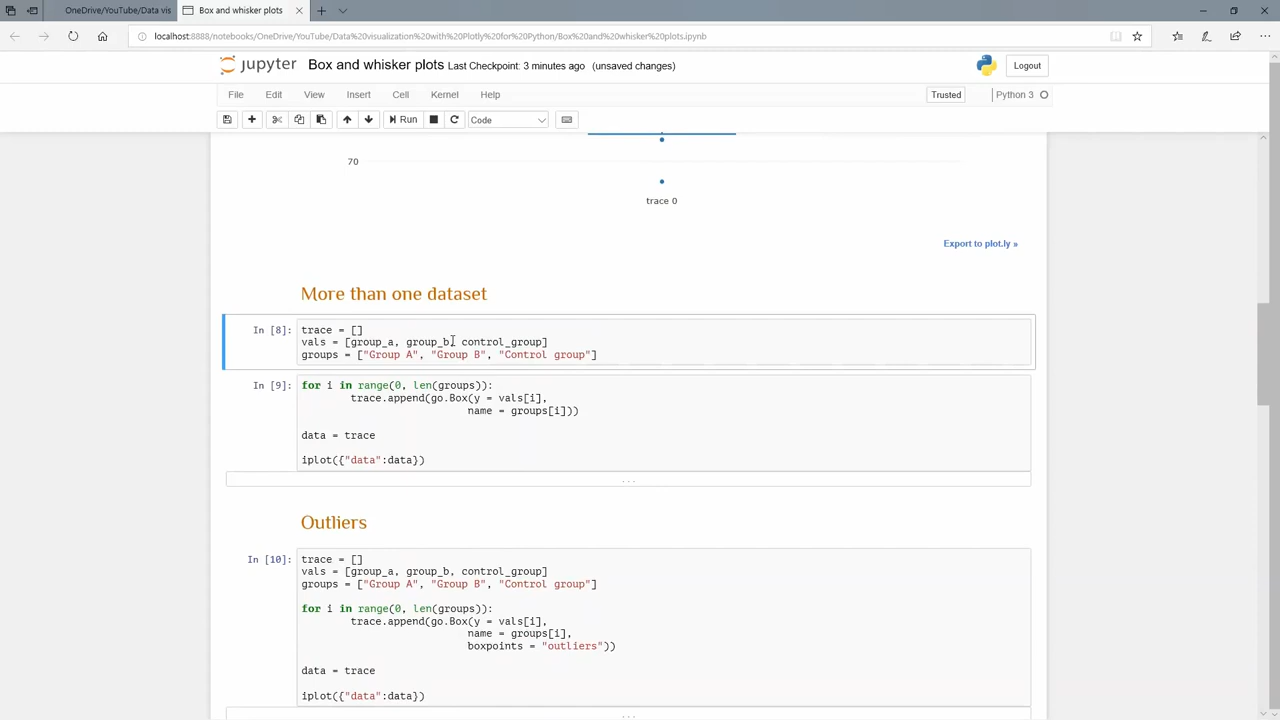 OneDrive/YouTube/Data vis
Box and whisker plots
localhost:8888/notebooks/OneDrive/YouTube/Data%20visualization%20with%20Plotly%20for%20Python/Box%20and%20whisker%20plots.ipynb
jupyter Box and whisker plots Last Checkpoint: 3 minutes ago (unsaved changes)
Logout
File Edit View Insert Cell Kernel Help
Trusted
Python 3
Run
Code
70
trace 0
Export to plot.ly »
More than one dataset
In [8]: trace = []
vals = [group_a, group_b, control_group]
groups = ["Group A", "Group B", "Control group"]
In [9]: for i in range(0, len(groups)):
trace.append(go.Box(y = vals[i],
name = groups[i]))
data = trace
iplot({"data":data})
...
Outliers
In [10]: trace = []
vals = [group_a, group_b, control_group]
groups = ["Group A", "Group B", "Control group"]
for i in range(0, len(groups)):
trace.append(go.Box(y = vals[i],
name = groups[i],
boxpoints = "outliers"))
data = trace
iplot({"data":data})
...